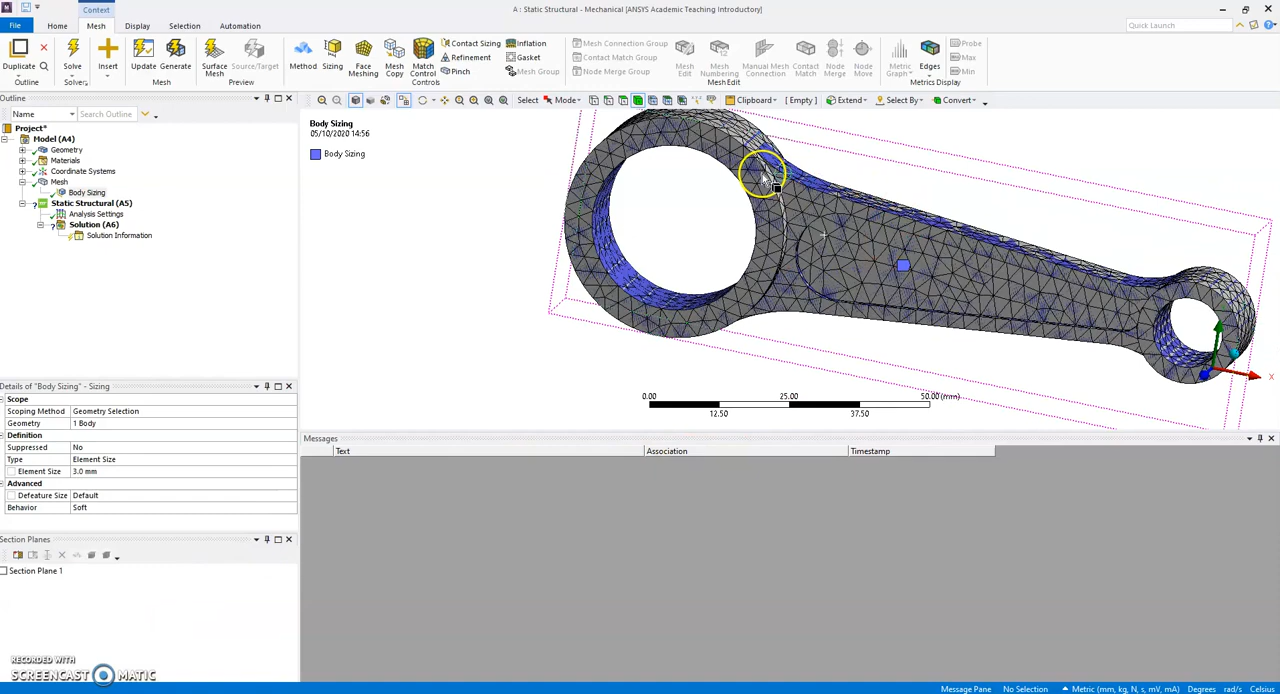 Context
A : Static Structural - Mechanical [ANSYS Academic Teaching Introductory]
File Home Mesh Display Selection Automation
Quick Launch
Duplicate
Outline
Solve
Solver
Insert
Update Generate
Mesh
Surface Mesh
Source/Target
Preview
Method Sizing Face Meshing Mesh Copy Match Control
Contact Sizing
Refinement
Pinch
Inflation
Gasket
Mesh Group
Controls
Mesh Connection Group
Contact Match Group
Node Merge Group
Mesh Edit
Mesh Numbering
Manual Mesh Connection
Contact Match
Node Merge
Node Move
Mesh Edit
Metric Graph
Edges
Probe
Max
Min
Metrics Display
Outline
Select Mode Clipboard [ Empty ] Extend Select By Convert
Name Search Outline
Project*
Model (A4)
Geometry
Materials
Coordinate Systems
Mesh
Body Sizing
Static Structural (A5)
Analysis Settings
Solution (A6)
Solution Information
Body Sizing
05/10/2020 14:56
Body Sizing
X
0.00 25.00 50.00 (mm)
12.50 37.50
Details of "Body Sizing" - Sizing
Scope
Scoping Method Geometry Selection
Geometry 1 Body
Definition
Suppressed No
Type Element Size
Element Size 3.0 mm
Advanced
Defeature Size Default
Behavior Soft
Section Planes
Section Plane 1
Messages
Text Association Timestamp
RECORDED WITH
SCREENCAST MATIC
Message Pane No Selection Metric (mm, kg, N, s, mV, mA) Degrees rad/s Celsius